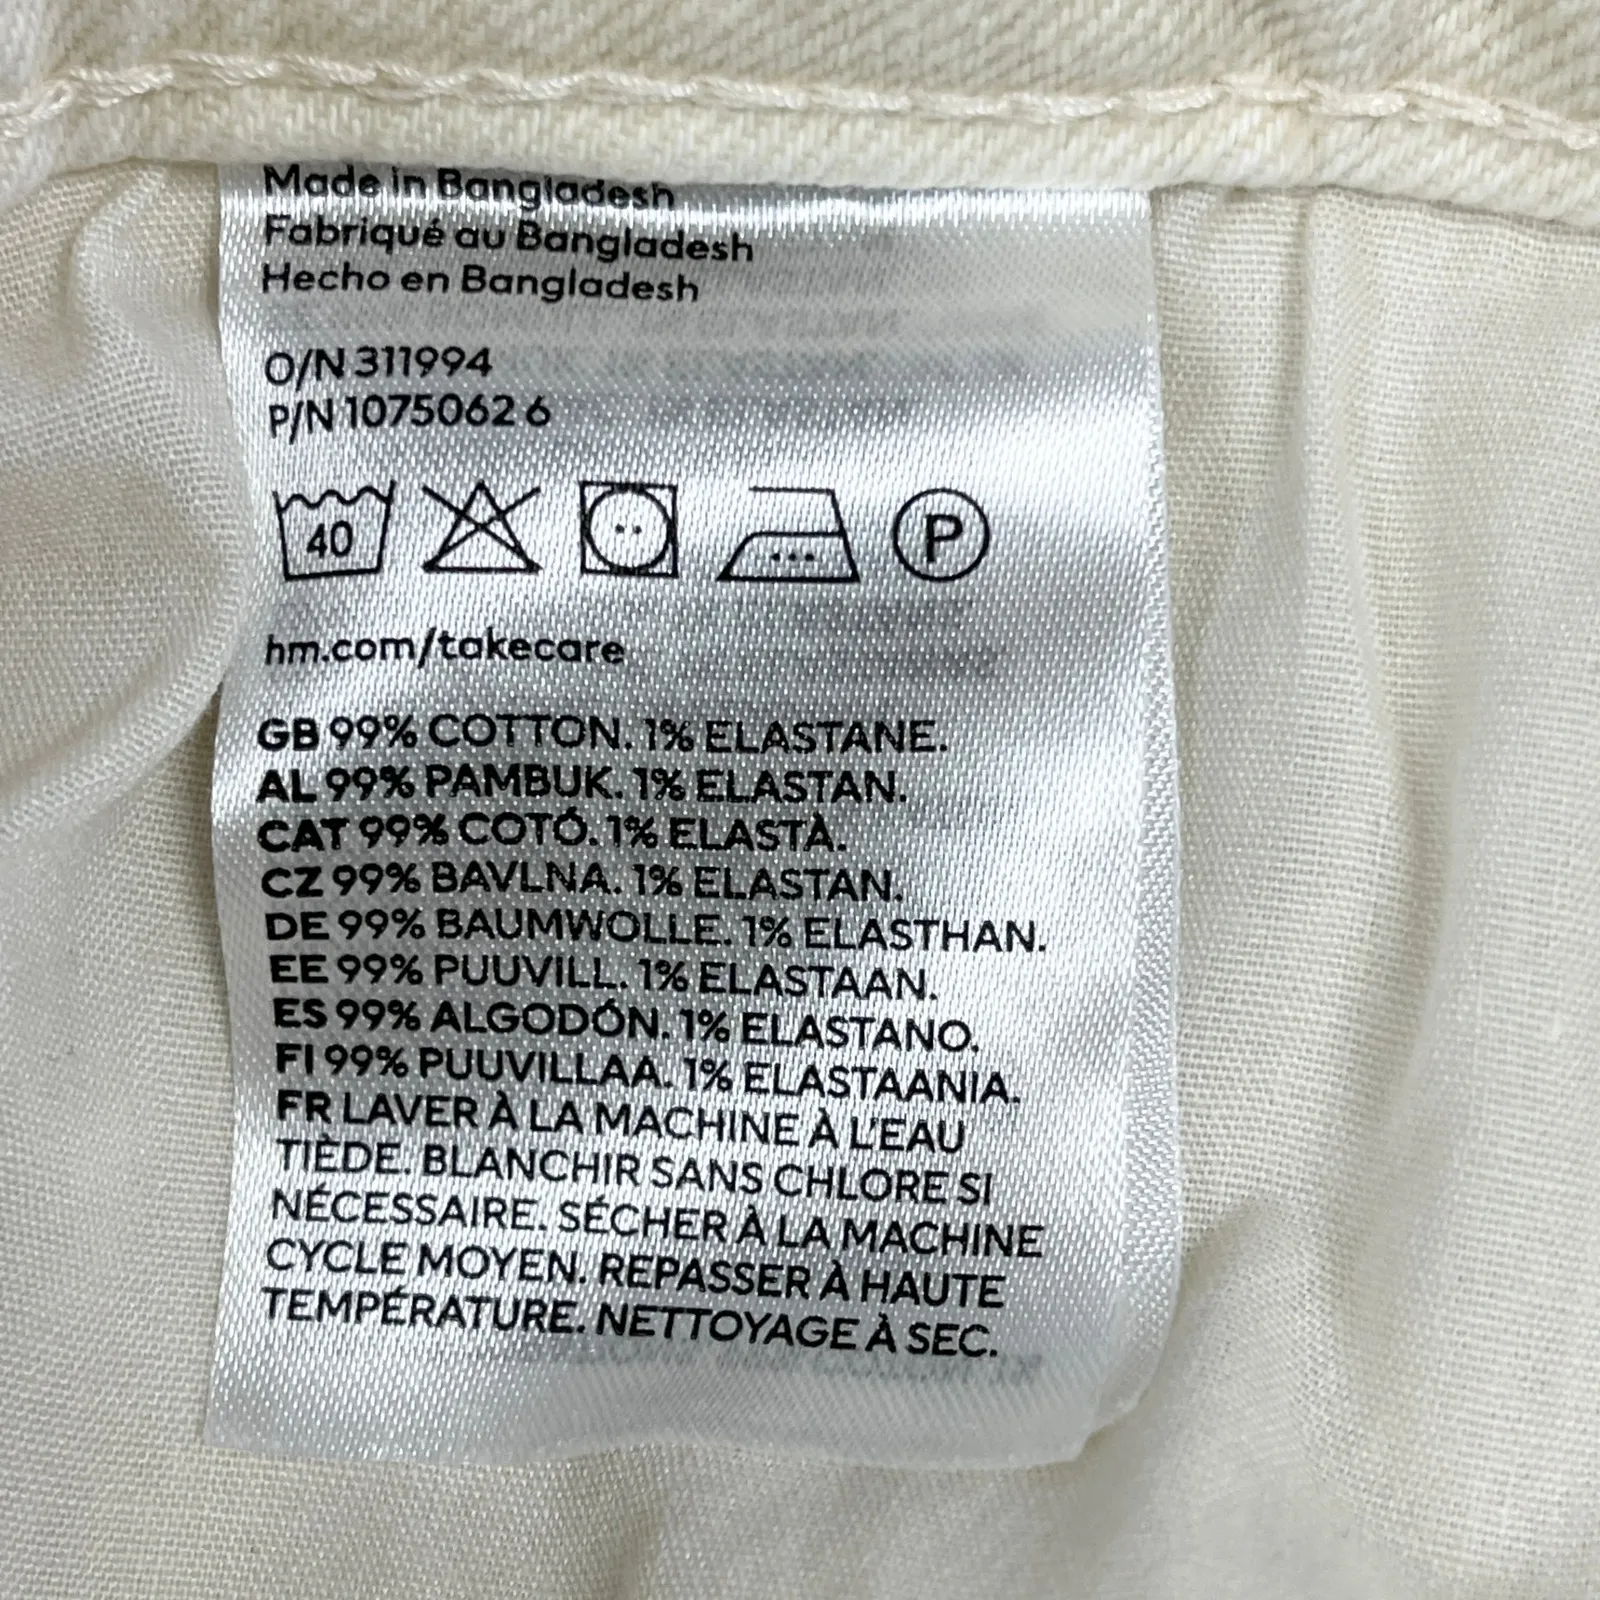 Made in Bangladesh
Fabriqué au Bangladesh
Hecho en Bangladesh
O/N 311994
P/N 1075062 6
40
P
hm.com/takecare
GB 99% COTTON. 1% ELASTANE.
AL 99% PAMBUK. 1% ELASTAN.
CAT 99% COTÓ. 1% ELASTÀ.
CZ 99% BAVLNA. 1% ELASTAN.
DE 99% BAUMWOLLE. 1% ELASTHAN.
EE 99% PUUVILL. 1% ELASTAAN.
ES 99% ALGODÓN. 1% ELASTANO.
FI 99% PUUVILLAA. 1% ELASTAANIA.
FR LAVER À LA MACHINE À L'EAU
TIÈDE. BLANCHIR SANS CHLORE SI
NÉCESSAIRE. SÉCHER À LA MACHINE
CYCLE MOYEN. REPASSER À HAUTE
TEMPÉRATURE. NETTOYAGE À SEC.